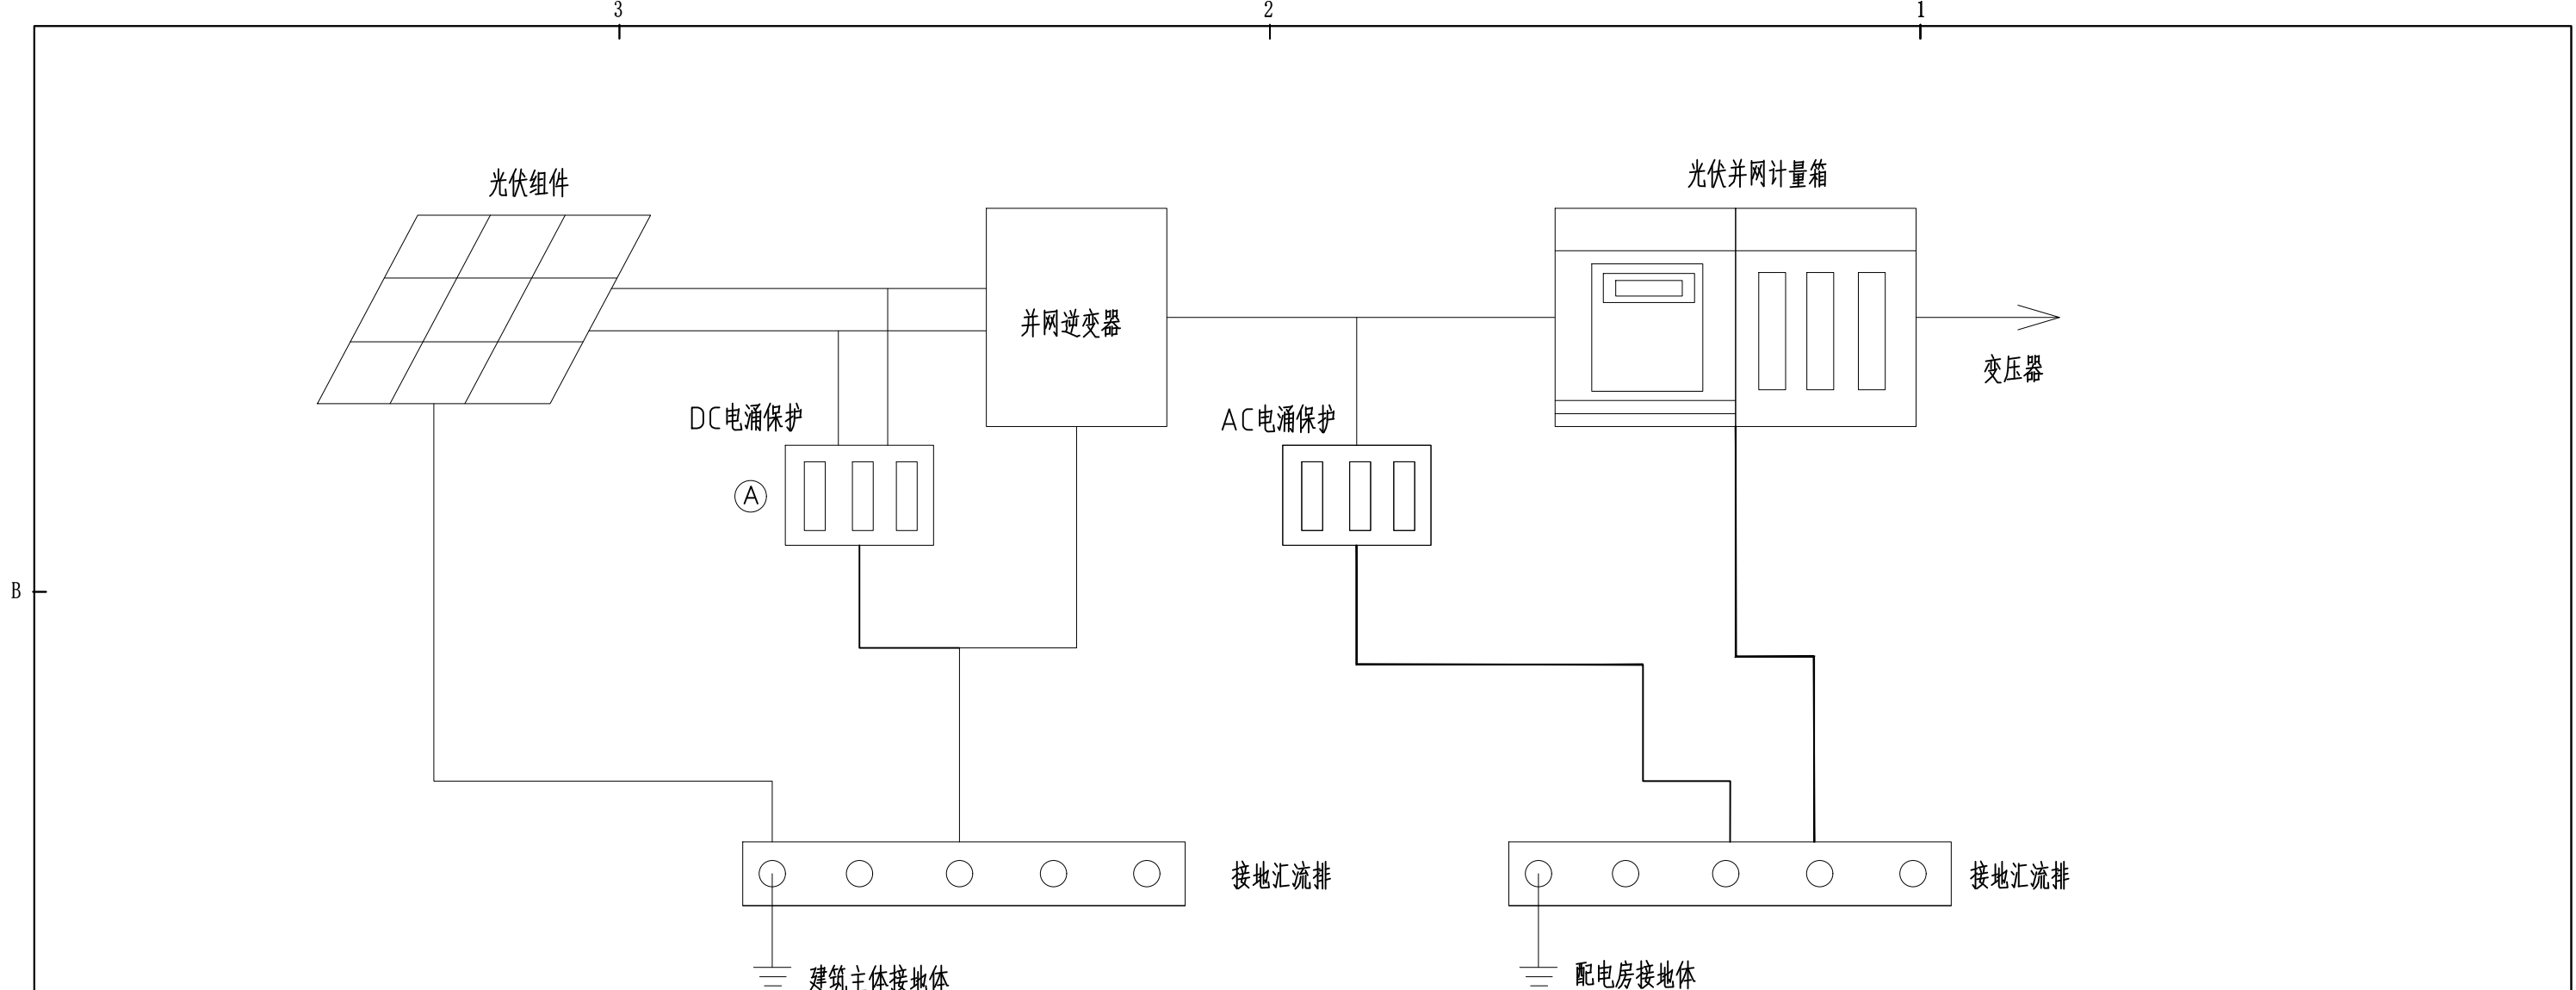 3
2
1
光伏组件
光伏并网计量箱
并网逆变器
变压器
DC电涌保护
AC电涌保护
A
B
接地汇流排
接地汇流排
建筑主体接地体
配电房接地体